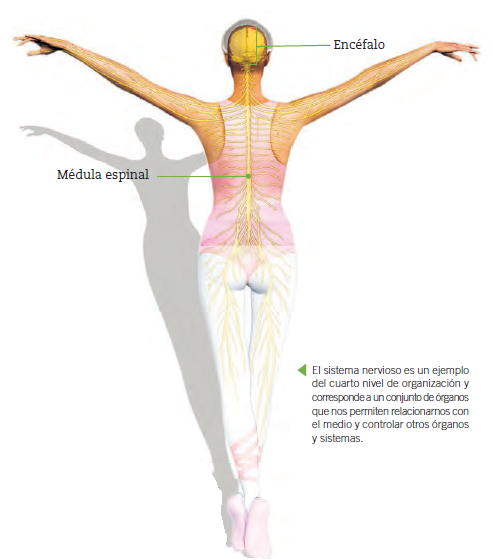 Encéfalo
Médula espinal
El sistema nervioso es un ejemplo
del cuarto nivel de organización y
corresponde a un conjunto de órganos
que nos permiten relacionarnos con
el medio y controlar otros órganos
y sistemas.